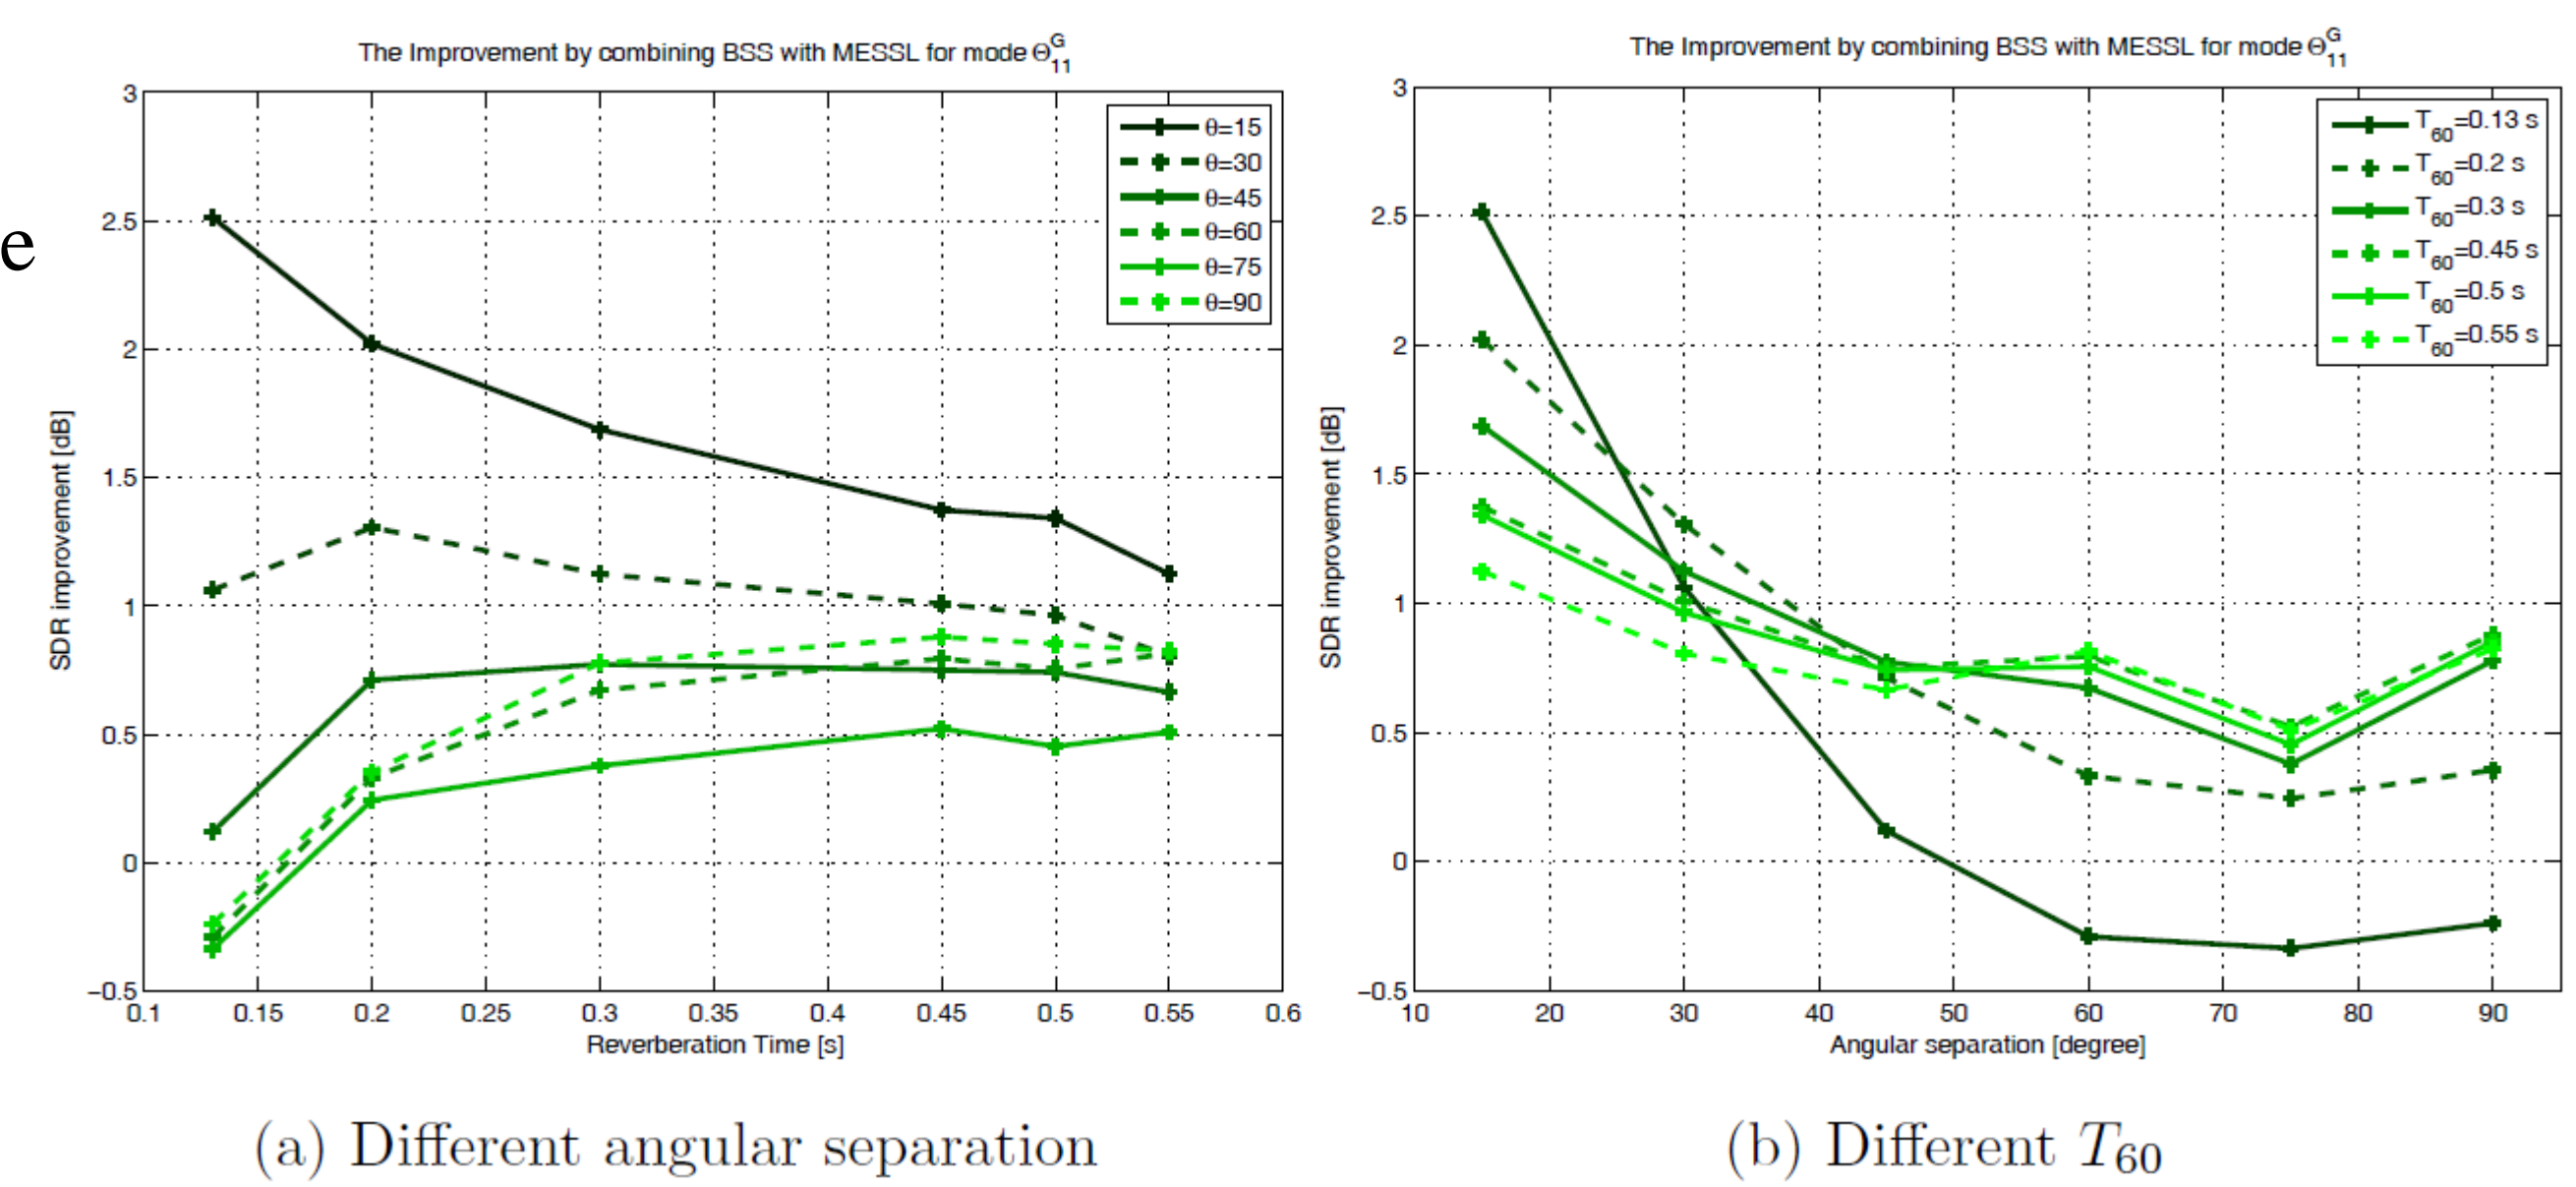 e
The Improvement by combining BSS with MESSL for mode Θ₁₁ᴳ
3
2.5
2
1.5
1
0.5
0
−0.5
SDR improvement [dB]
θ=15
θ=30
θ=45
θ=60
θ=75
θ=90
0.1 0.15 0.2 0.25 0.3 0.35 0.4 0.45 0.5 0.55 0.6
Reverberation Time [s]
(a) Different angular separation
The Improvement by combining BSS with MESSL for mode Θ₁₁ᴳ
3
2.5
2
1.5
1
0.5
0
−0.5
SDR improvement [dB]
T₆₀=0.13 s
T₆₀=0.2 s
T₆₀=0.3 s
T₆₀=0.45 s
T₆₀=0.5 s
T₆₀=0.55 s
10 20 30 40 50 60 70 80 90
Angular separation [degree]
(b) Different T₆₀